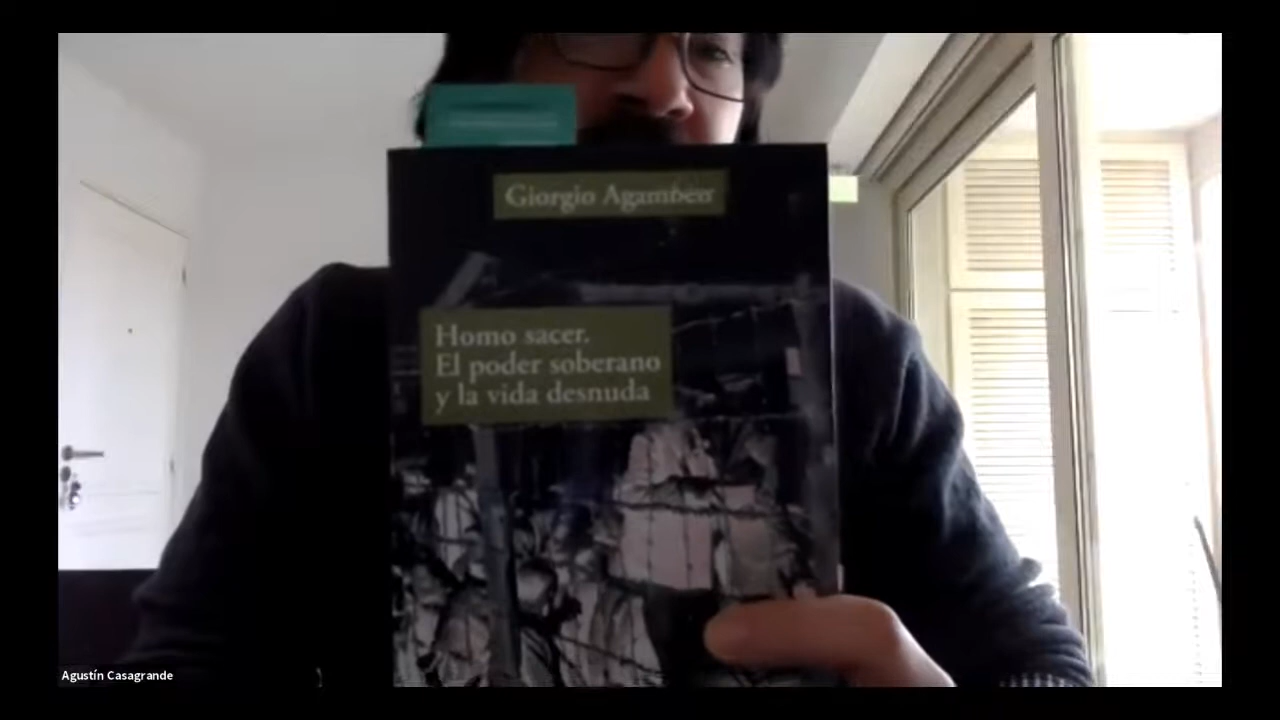 Giorgio Agamben
Homo sacer.
El poder soberano
y la vida desnuda
Agustín Casagrande